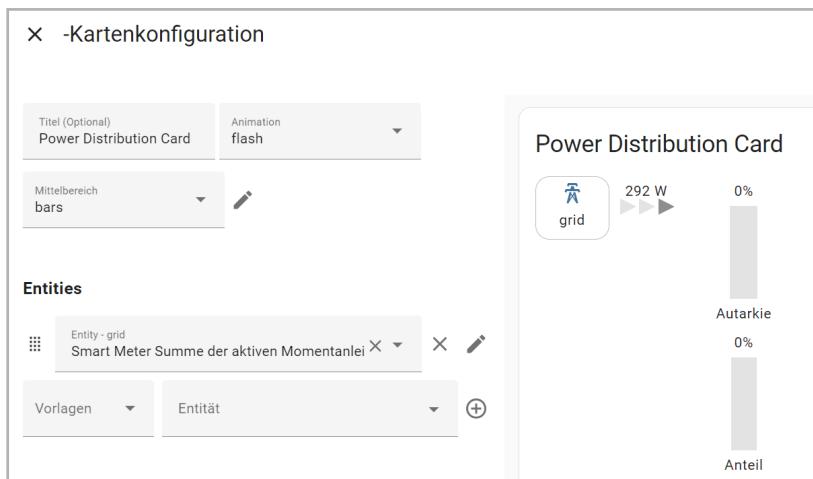 -Kartenkonfiguration
Titel (Optional)
Power Distribution Card
Animation
flash
Mittelbereich
bars
Entities
Entity - grid
Smart Meter Summe der aktiven Momentanlei
Vorlagen
Entität
Power Distribution Card
grid
292 W
0%
Autarkie
0%
Anteil